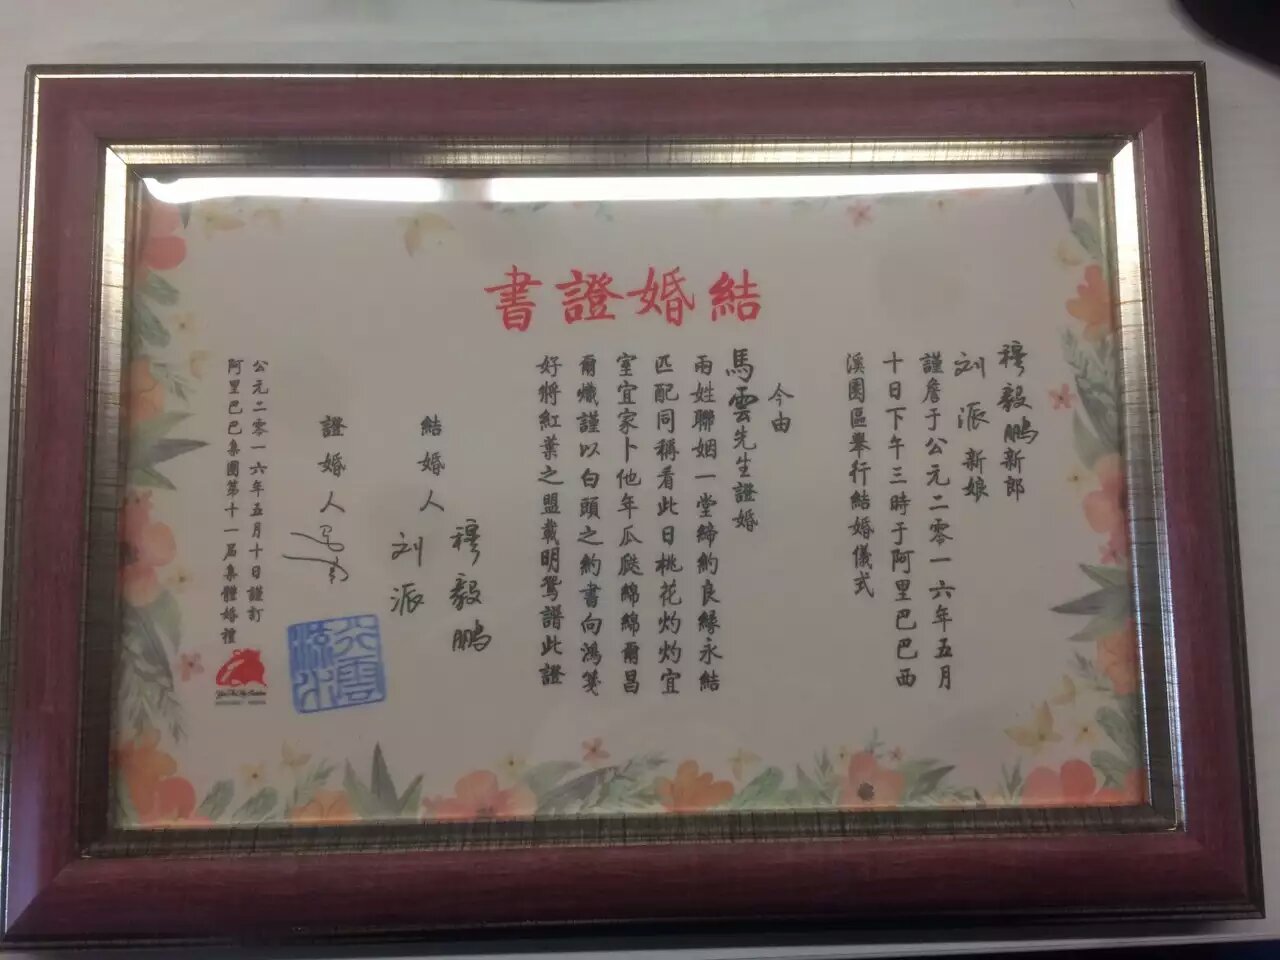 結婚證書
穆毅鹏新郎
刘派新娘
謹詹于公元二零一六年五月
十日下午三時于阿里巴巴西
溪園區舉行結婚儀式
今由
馬雲先生證婚
兩姓聯姻一堂締約良緣永結
匹配同稱看此日桃花灼灼宜
室宜家卜他年瓜瓞綿綿爾昌
爾熾謹以白頭之約書向鴻箋
好將紅葉之盟載明鴛譜此證
結婚人 穆毅鹏
刘派
證婚人
行雲流水
公元二零一六年五月十日謹訂
阿里巴巴集團第十一届集體婚禮